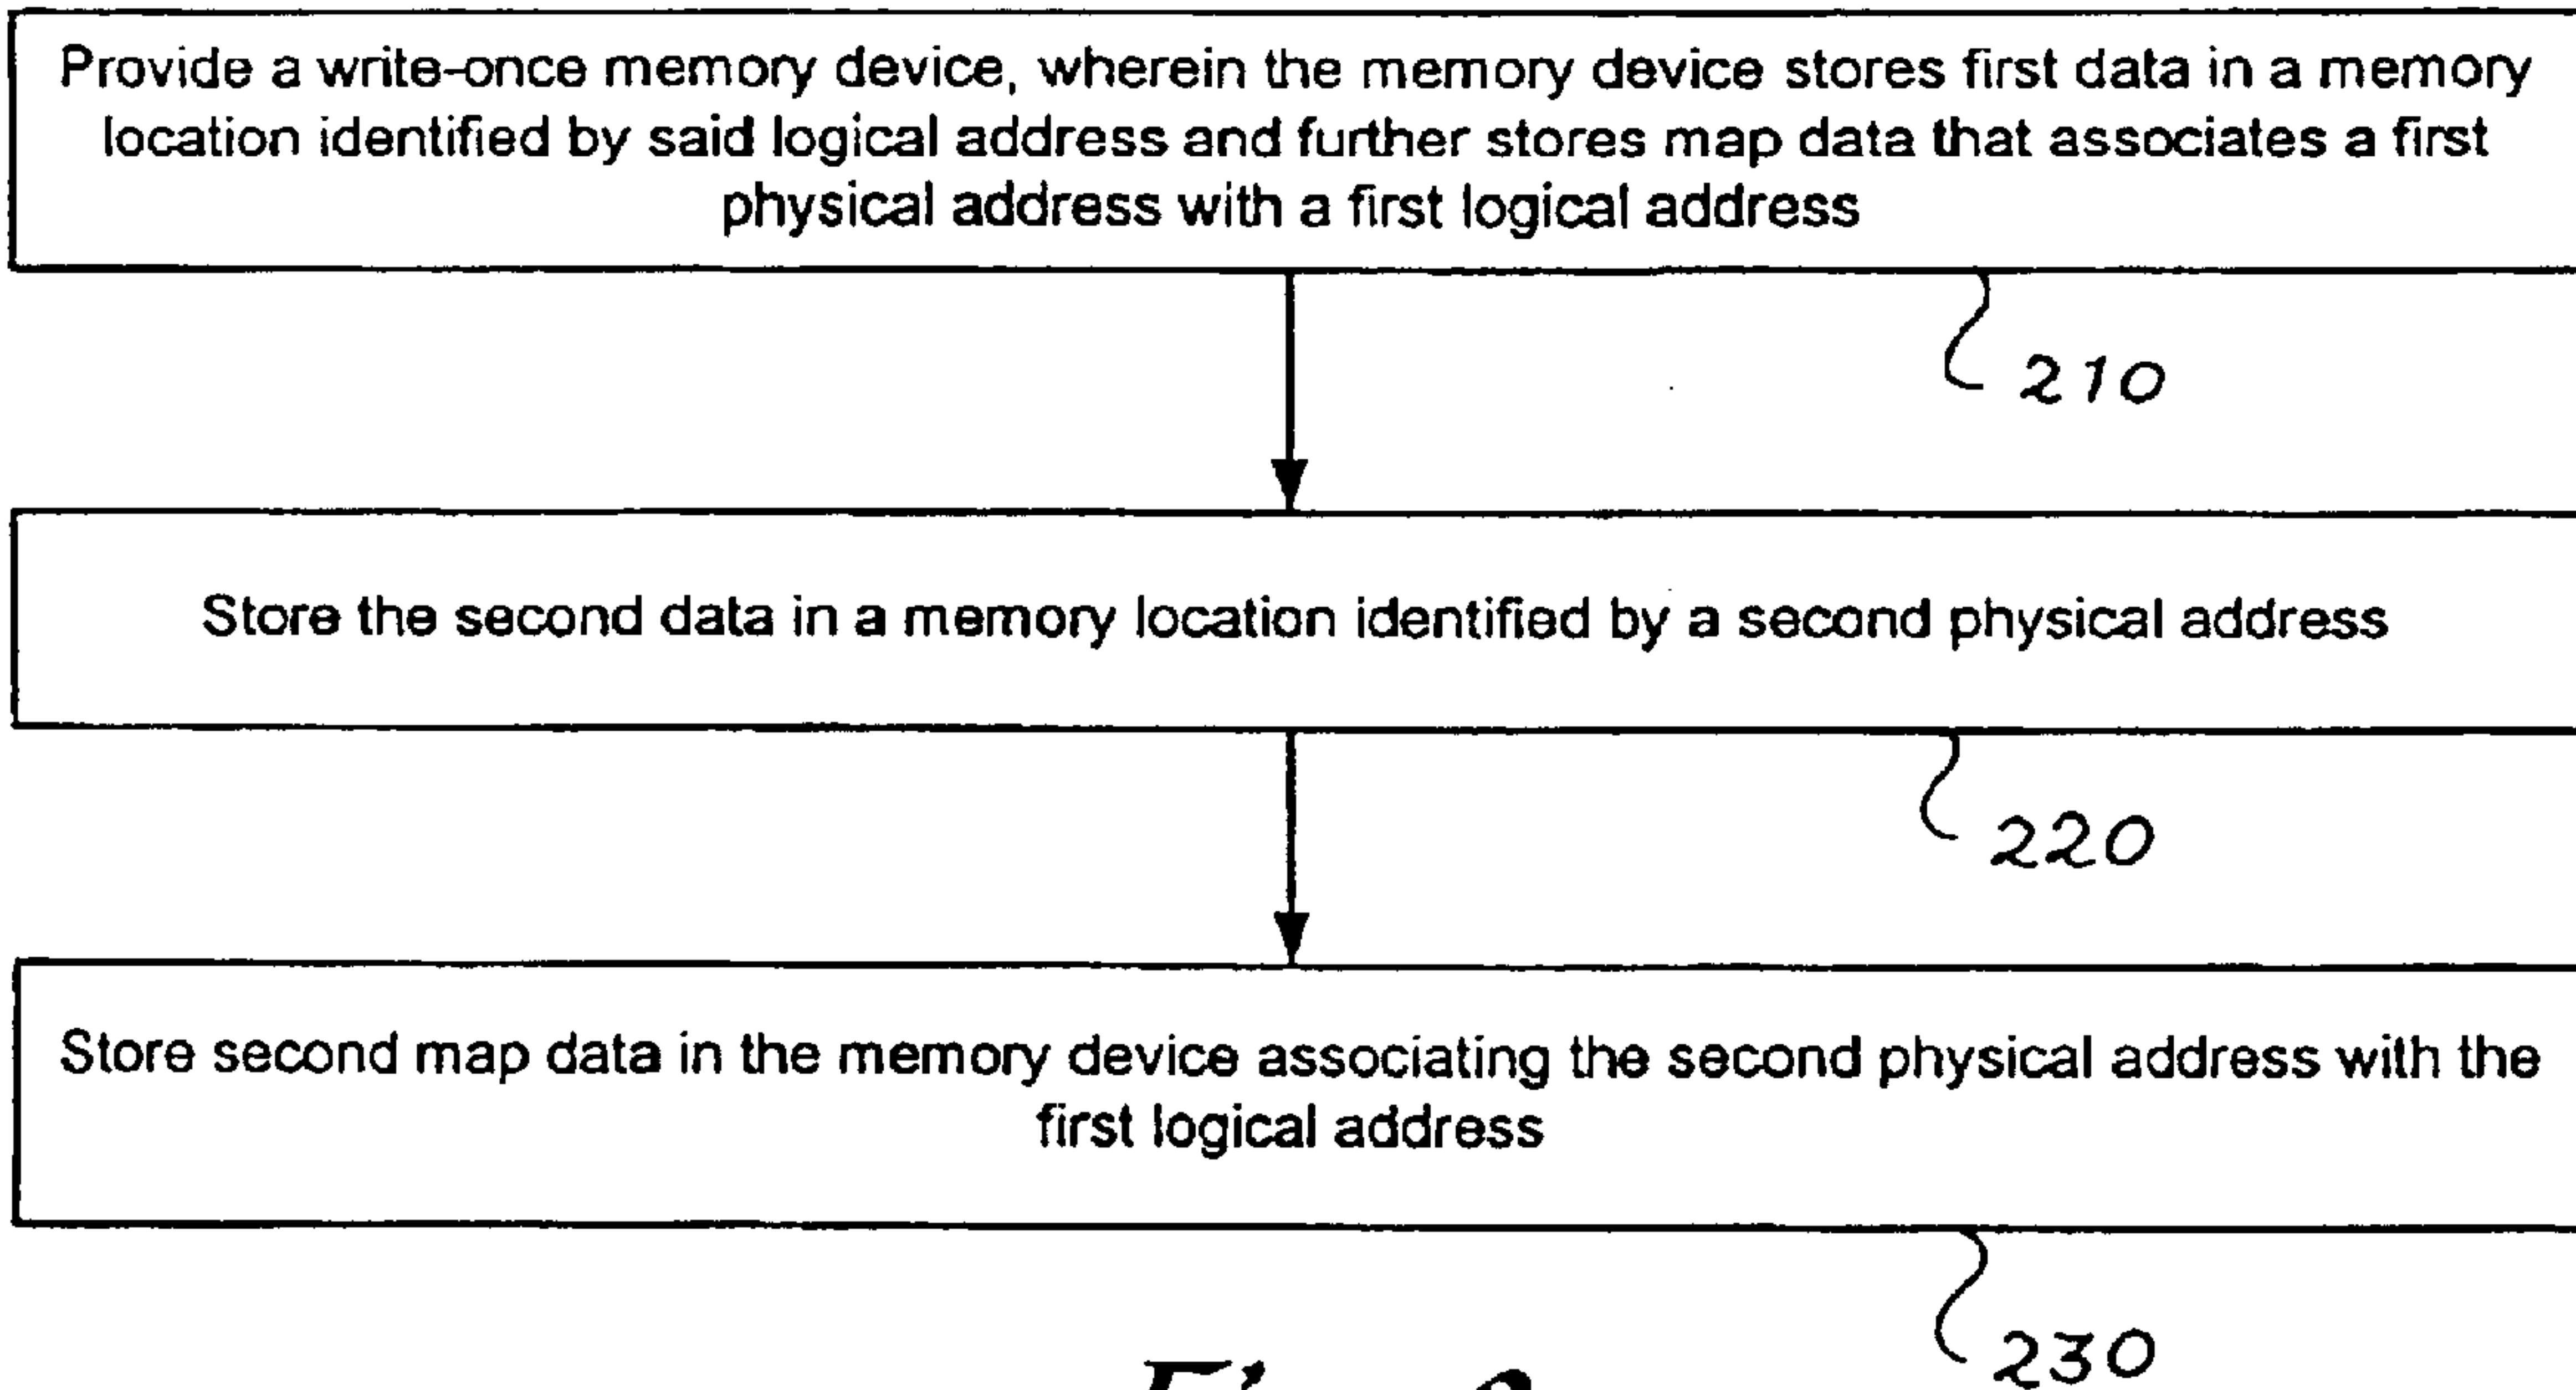 Provide a write-once memory device, wherein the memory device stores first data in a memory
location identified by said logical address and further stores map data that associates a first
physical address with a first logical address
210
Store the second data in a memory location identified by a second physical address
220
Store second map data in the memory device associating the second physical address with the
first logical address
230